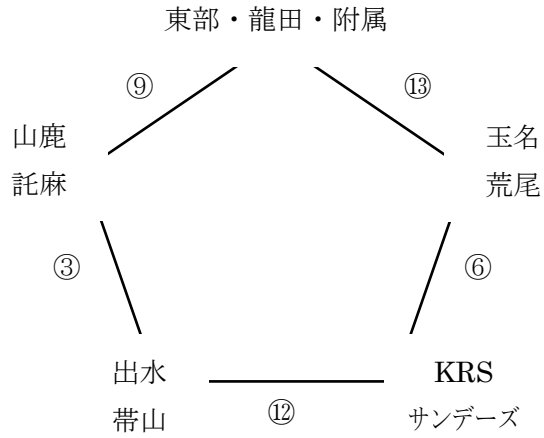 東部・龍田・附属
⑨
⑬
山鹿
託麻
玉名
荒尾
③
⑥
出水
帯山
⑫
KRS
サンデーズ